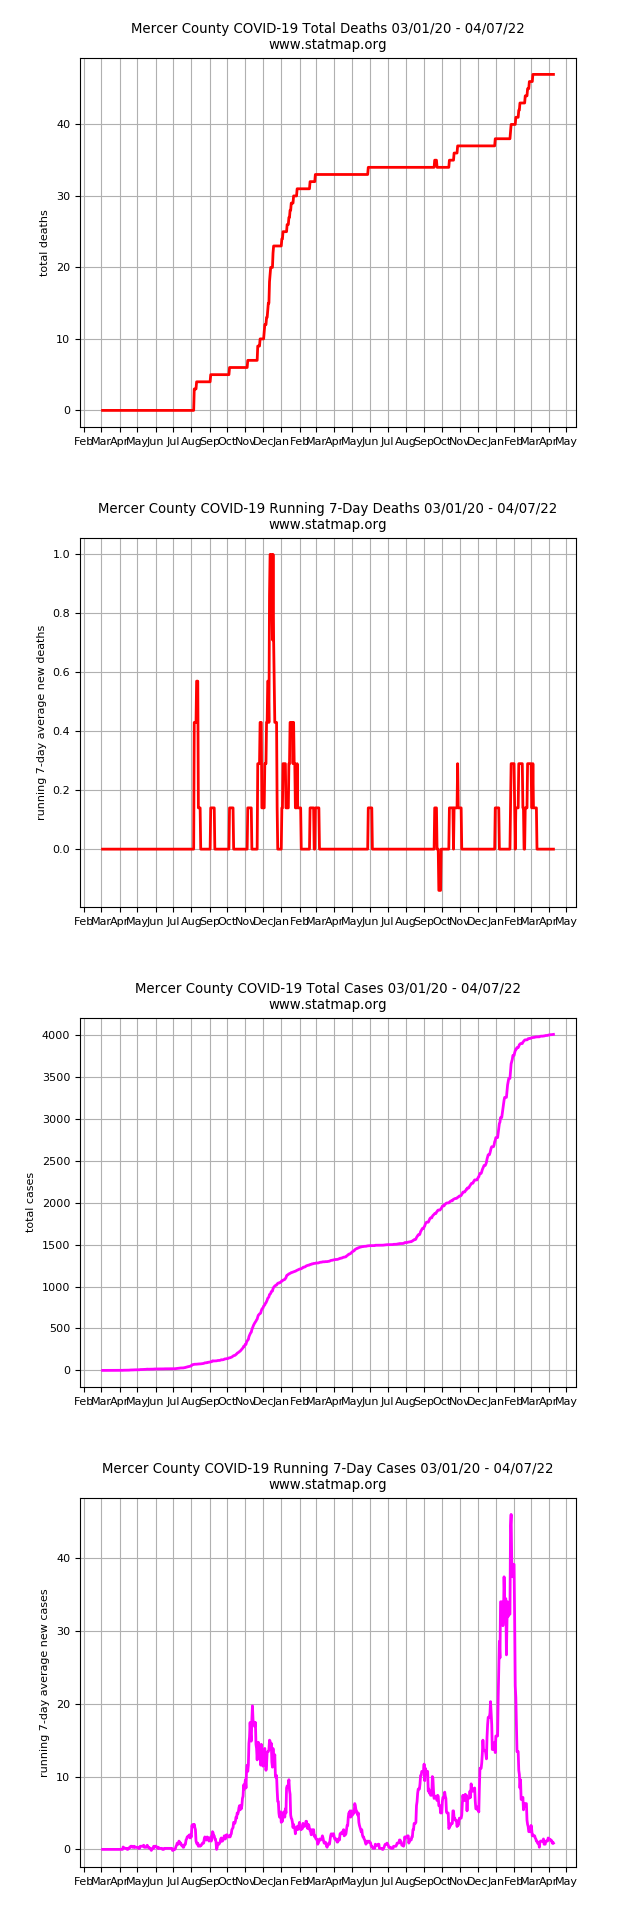 Mercer County COVID-19 Total Deaths 03/01/20 - 04/07/22
www.statmap.org
total deaths
40
30
20
10
0
Feb Mar Apr May Jun Jul Aug Sep Oct Nov Dec Jan Feb Mar Apr May Jun Jul Aug Sep Oct Nov Dec Jan Feb Mar Apr May
Mercer County COVID-19 Running 7-Day Deaths 03/01/20 - 04/07/22
www.statmap.org
running 7-day average new deaths
1.0
0.8
0.6
0.4
0.2
0.0
Feb Mar Apr May Jun Jul Aug Sep Oct Nov Dec Jan Feb Mar Apr May Jun Jul Aug Sep Oct Nov Dec Jan Feb Mar Apr May
Mercer County COVID-19 Total Cases 03/01/20 - 04/07/22
www.statmap.org
total cases
4000
3500
3000
2500
2000
1500
1000
500
0
Feb Mar Apr May Jun Jul Aug Sep Oct Nov Dec Jan Feb Mar Apr May Jun Jul Aug Sep Oct Nov Dec Jan Feb Mar Apr May
Mercer County COVID-19 Running 7-Day Cases 03/01/20 - 04/07/22
www.statmap.org
running 7-day average new cases
40
30
20
10
0
Feb Mar Apr May Jun Jul Aug Sep Oct Nov Dec Jan Feb Mar Apr May Jun Jul Aug Sep Oct Nov Dec Jan Feb Mar Apr May